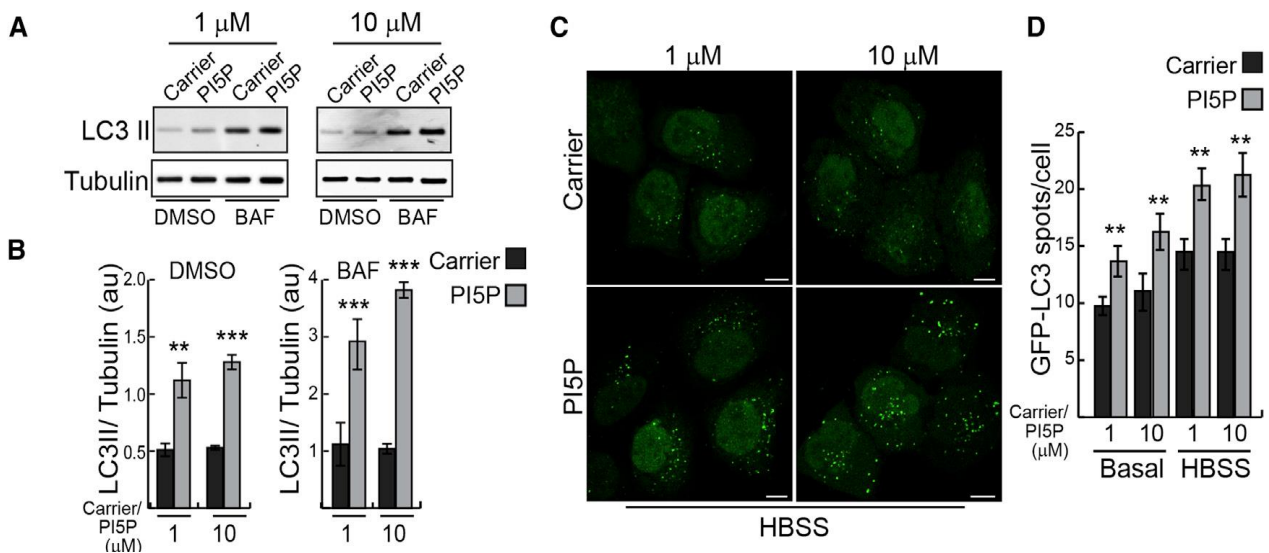 A
1 μM
10 μM
Carrier
PI5P
Carrier
PI5P
Carrier
PI5P
Carrier
PI5P
LC3 II
Tubulin
DMSO
BAF
DMSO
BAF
B
LC3II/ Tubulin (au)
DMSO
2.0
1.5
1.0
0.5
**
***
Carrier/
PI5P
(μM)
1
10
LC3II/ Tubulin (au)
BAF
4
3
2
1
***
***
1
10
Carrier
PI5P
C
1 μM
10 μM
Carrier
PI5P
HBSS
D
Carrier
PI5P
GFP-LC3 spots/cell
25
20
15
10
5
**
**
**
**
Carrier/
PI5P
(μM)
1 10 1 10
Basal HBSS